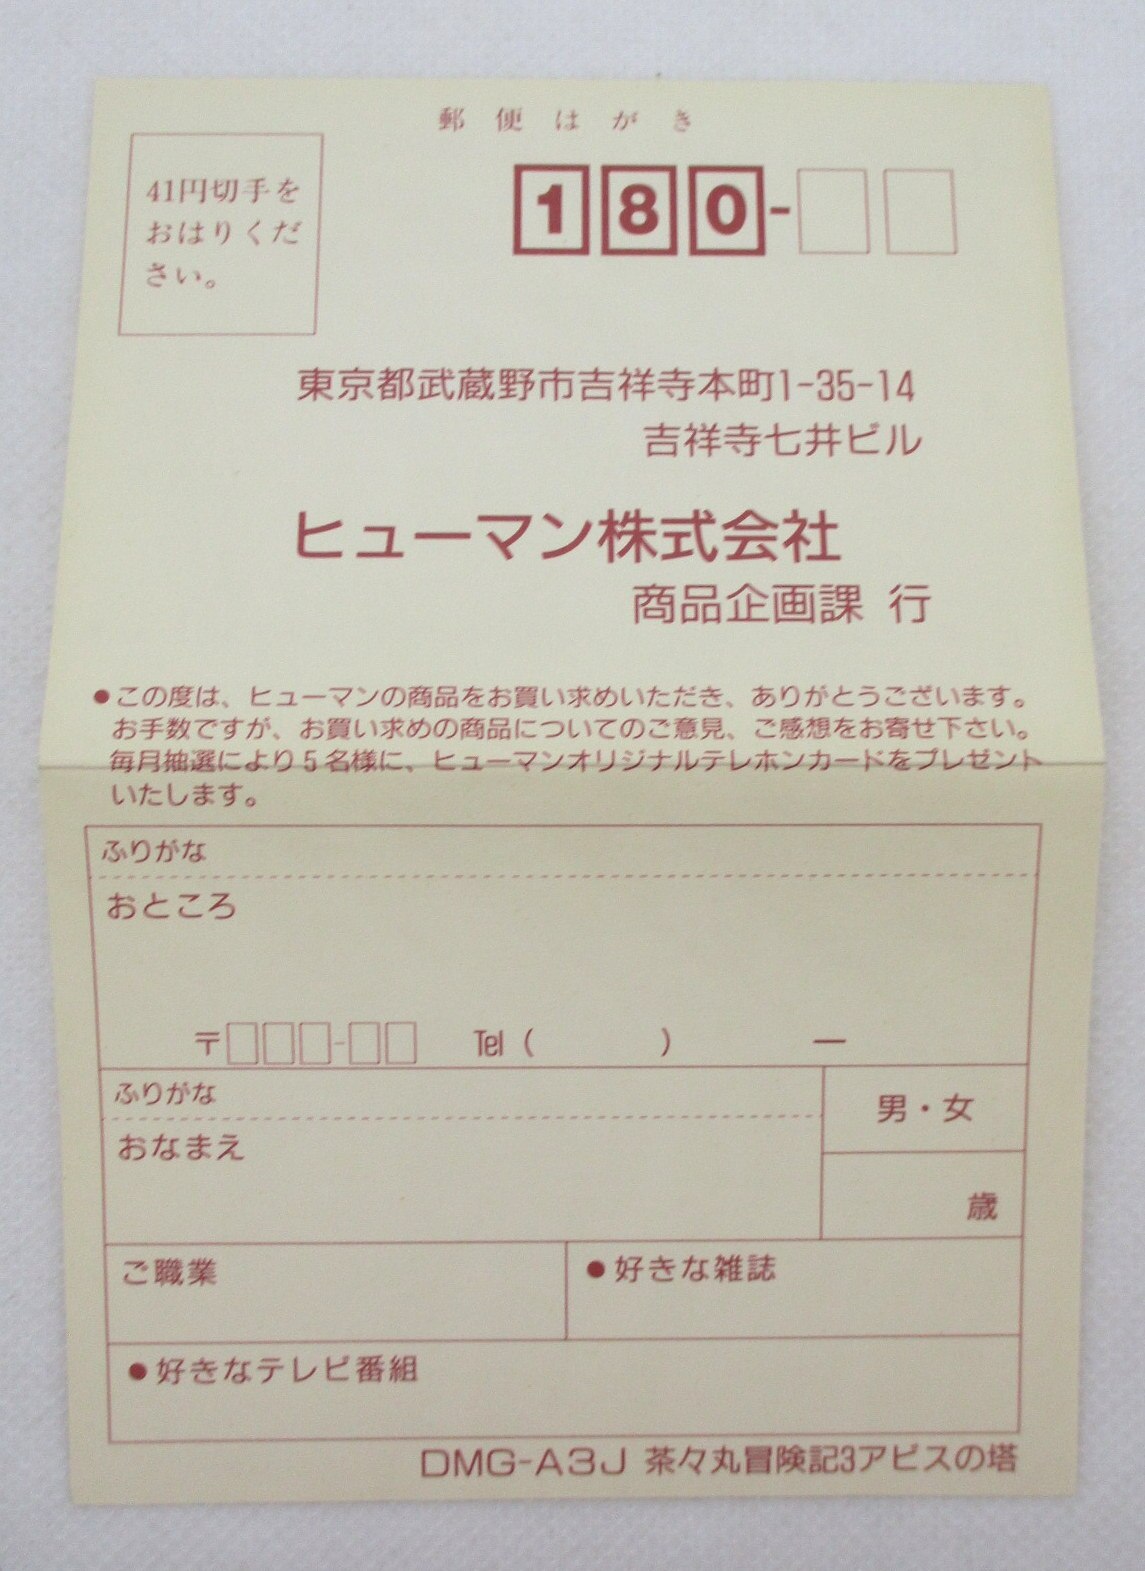 郵便はがき
41円切手を
おはりくだ
さい。
180-
東京都武蔵野市吉祥寺本町1-35-14
吉祥寺七井ビル
ヒューマン株式会社
商品企画課 行
●この度は、ヒューマンの商品をお買い求めいただき、ありがとうございます。
お手数ですが、お買い求めの商品についてのご意見、ご感想をお寄せ下さい。
毎月抽選により5名様に、ヒューマンオリジナルテレホンカードをプレゼント
いたします。
ふりがな
おところ
〒 - Tel ( ) ―
ふりがな
男・女
おなまえ
歳
ご職業
●好きな雑誌
●好きなテレビ番組
DMG-A3J 茶々丸冒険記3アビスの塔